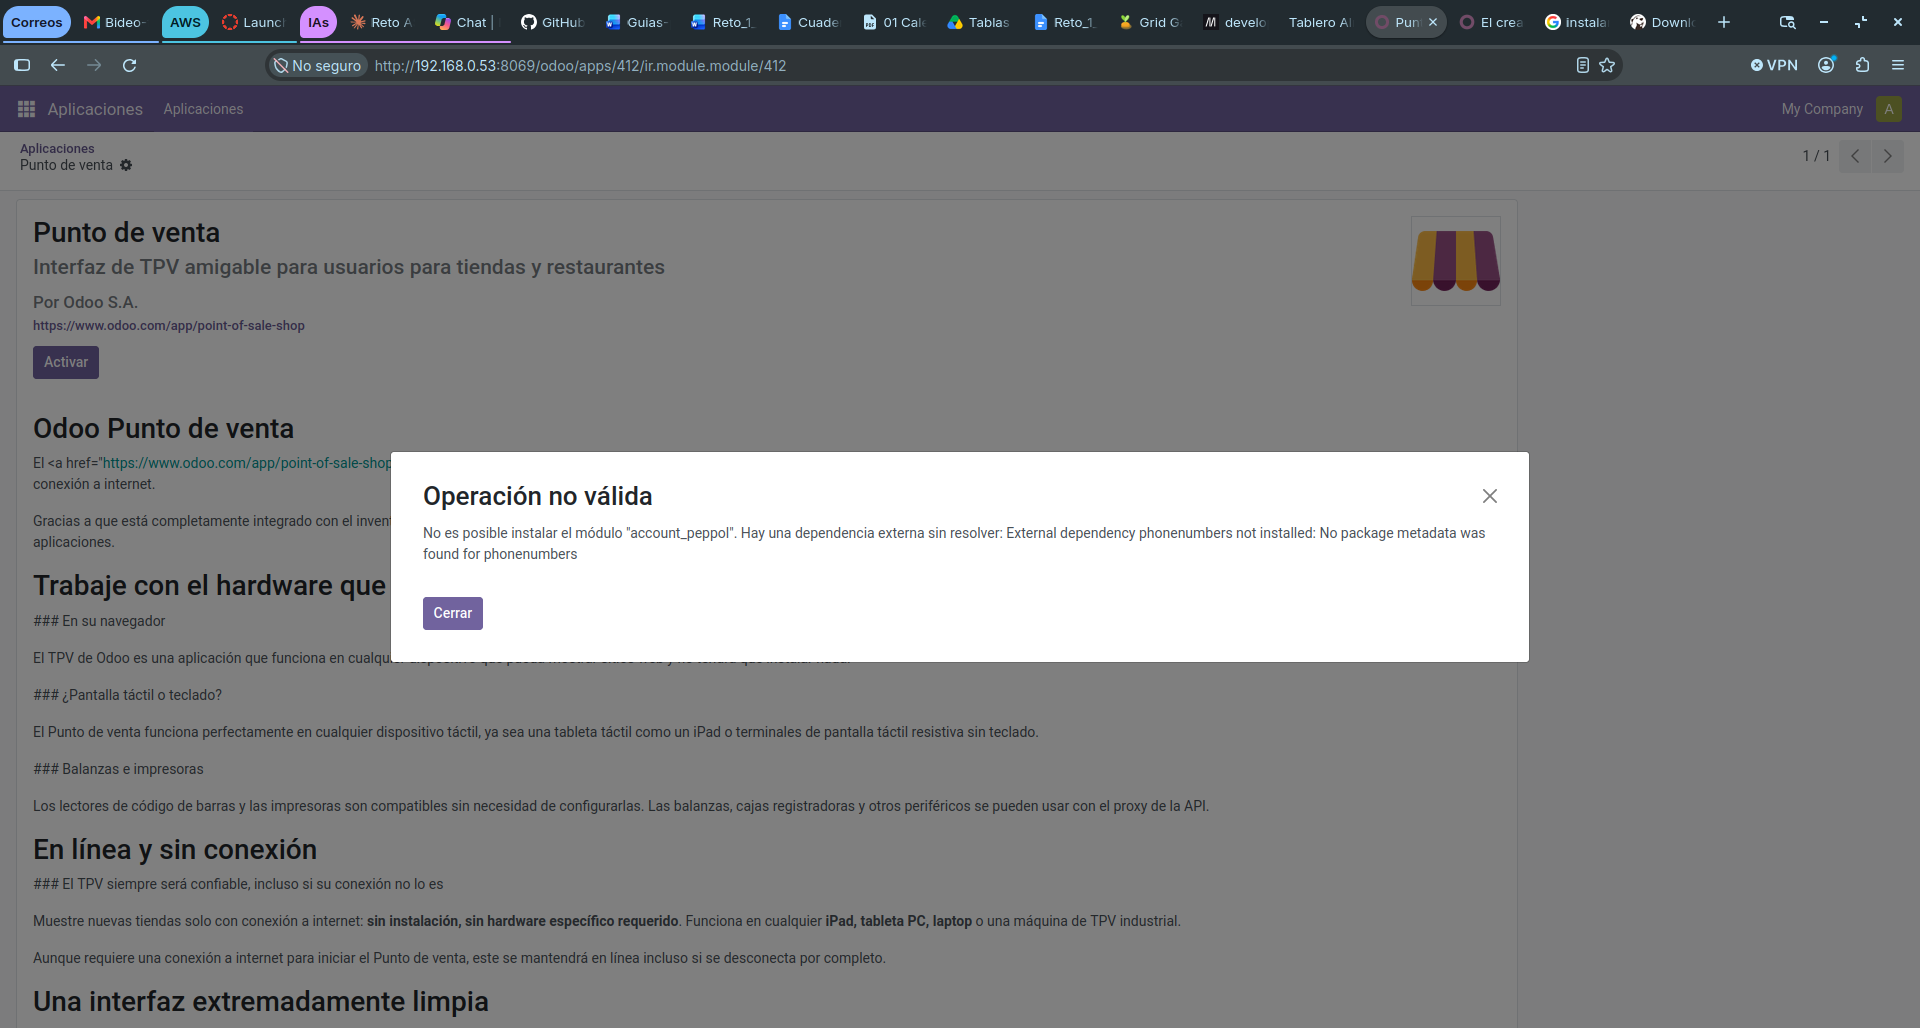 Correos
Bideo-
AWS
Launc
IAs
Reto A
Chat |
GitHub
Guias-
Reto_1
Cuade
01 Cale
Tablas
Reto_1
Grid G
develo
Tablero Al
Pun
El crea
instala
Downl
No seguro
http://192.168.0.53:8069/odoo/apps/412/ir.module.module/412
VPN
Aplicaciones
Aplicaciones
My Company
A
Aplicaciones
Punto de venta
1 / 1
Punto de venta
Interfaz de TPV amigable para usuarios para tiendas y restaurantes
Por Odoo S.A.
https://www.odoo.com/app/point-of-sale-shop
Activar
Odoo Punto de venta
El <a href="https://www.odoo.com/app/point-of-sale-shop
conexión a internet.
Gracias a que está completamente integrado con el inven
aplicaciones.
Operación no válida
No es posible instalar el módulo "account_peppol". Hay una dependencia externa sin resolver: External dependency phonenumbers not installed: No package metadata was
found for phonenumbers
Cerrar
Trabaje con el hardware que
### En su navegador
El TPV de Odoo es una aplicación que funciona en cualqu
### ¿Pantalla táctil o teclado?
El Punto de venta funciona perfectamente en cualquier dispositivo táctil, ya sea una tableta táctil como un iPad o terminales de pantalla táctil resistiva sin teclado.
### Balanzas e impresoras
Los lectores de código de barras y las impresoras son compatibles sin necesidad de configurarlas. Las balanzas, cajas registradoras y otros periféricos se pueden usar con el proxy de la API.
En línea y sin conexión
### El TPV siempre será confiable, incluso si su conexión no lo es
Muestre nuevas tiendas solo con conexión a internet: sin instalación, sin hardware específico requerido. Funciona en cualquier iPad, tableta PC, laptop o una máquina de TPV industrial.
Aunque requiere una conexión a internet para iniciar el Punto de venta, este se mantendrá en línea incluso si se desconecta por completo.
Una interfaz extremadamente limpia